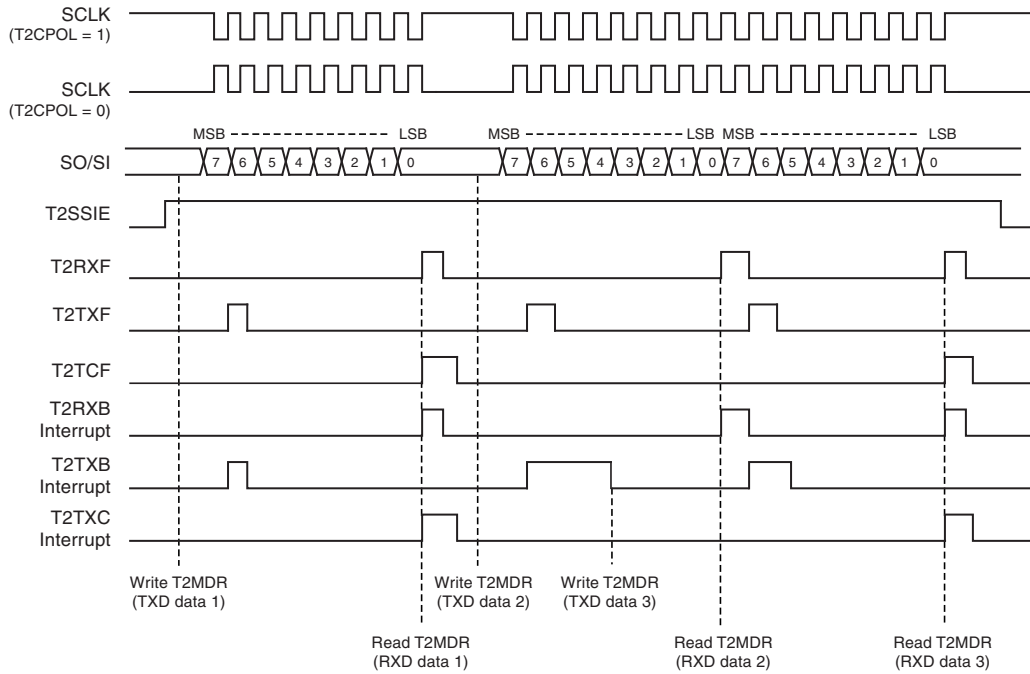 SCLK
(T2CPOL = 1)
SCLK
(T2CPOL = 0)
MSB LSB MSB LSB MSB LSB
SO/SI 7 6 5 4 3 2 1 0 7 6 5 4 3 2 1 0 7 6 5 4 3 2 1 0
T2SSIE
T2RXF
T2TXF
T2TCF
T2RXB
Interrupt
T2TXB
Interrupt
T2TXC
Interrupt
Write T2MDR
(TXD data 1)
Write T2MDR
(TXD data 2)
Write T2MDR
(TXD data 3)
Read T2MDR
(RXD data 1)
Read T2MDR
(RXD data 2)
Read T2MDR
(RXD data 3)